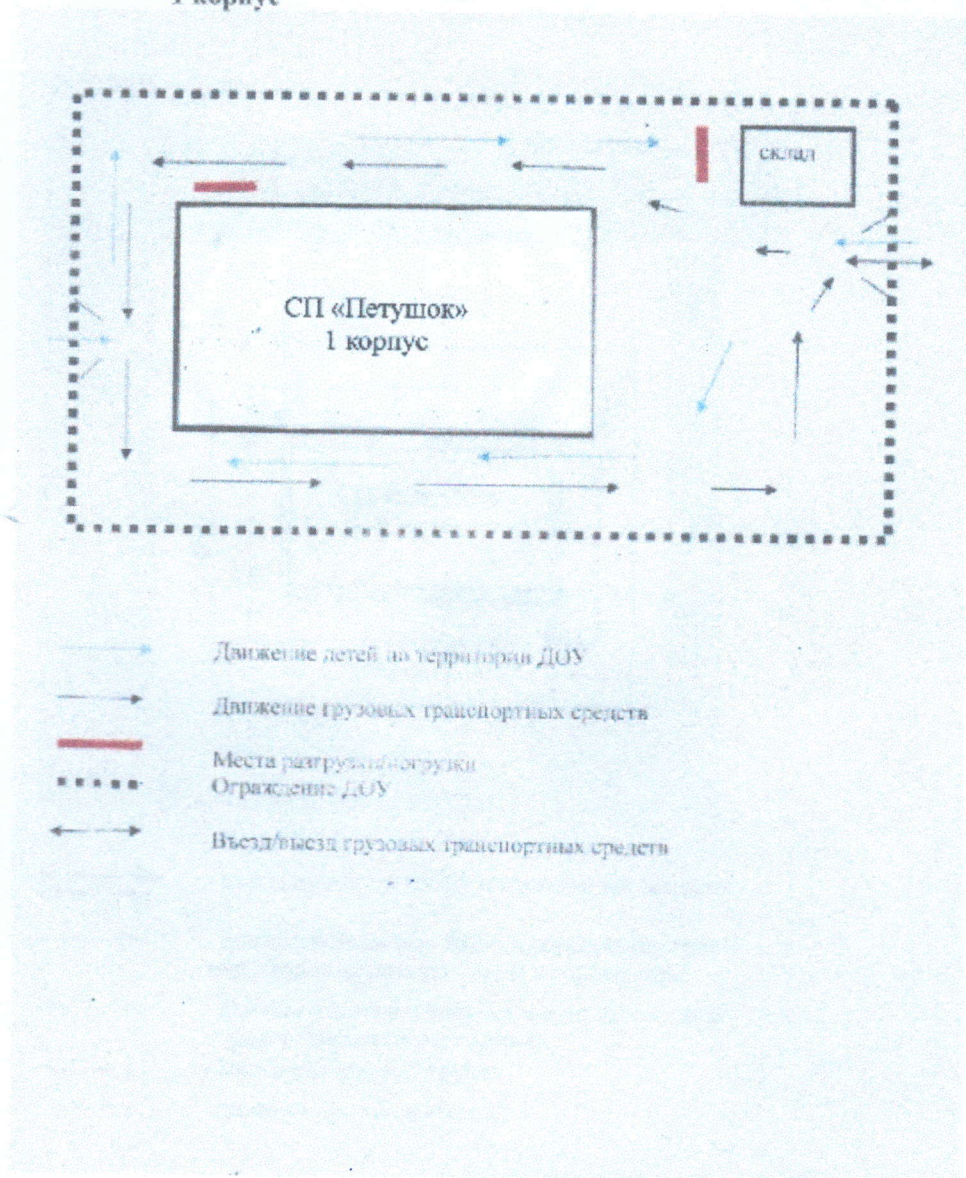 1 корпус
склад
СП «Петушок»
1 корпус
Движение детей по территории ДОУ
Движение грузовых транспортных средств
Места разгрузки/погрузки
Ограждение ДОУ
Въезд/выезд грузовых транспортных средств